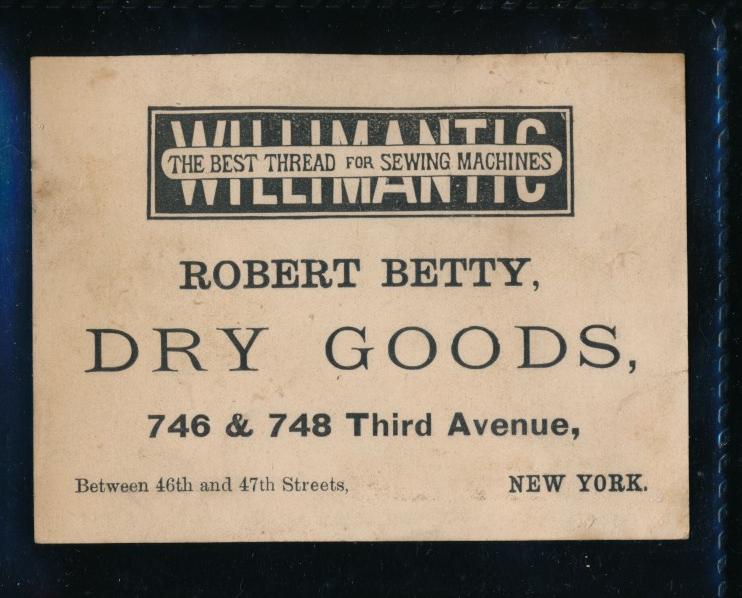 WILLIMANTIC
THE BEST THREAD FOR SEWING MACHINES
ROBERT BETTY,
DRY GOODS,
746 & 748 Third Avenue,
Between 46th and 47th Streets, NEW YORK.